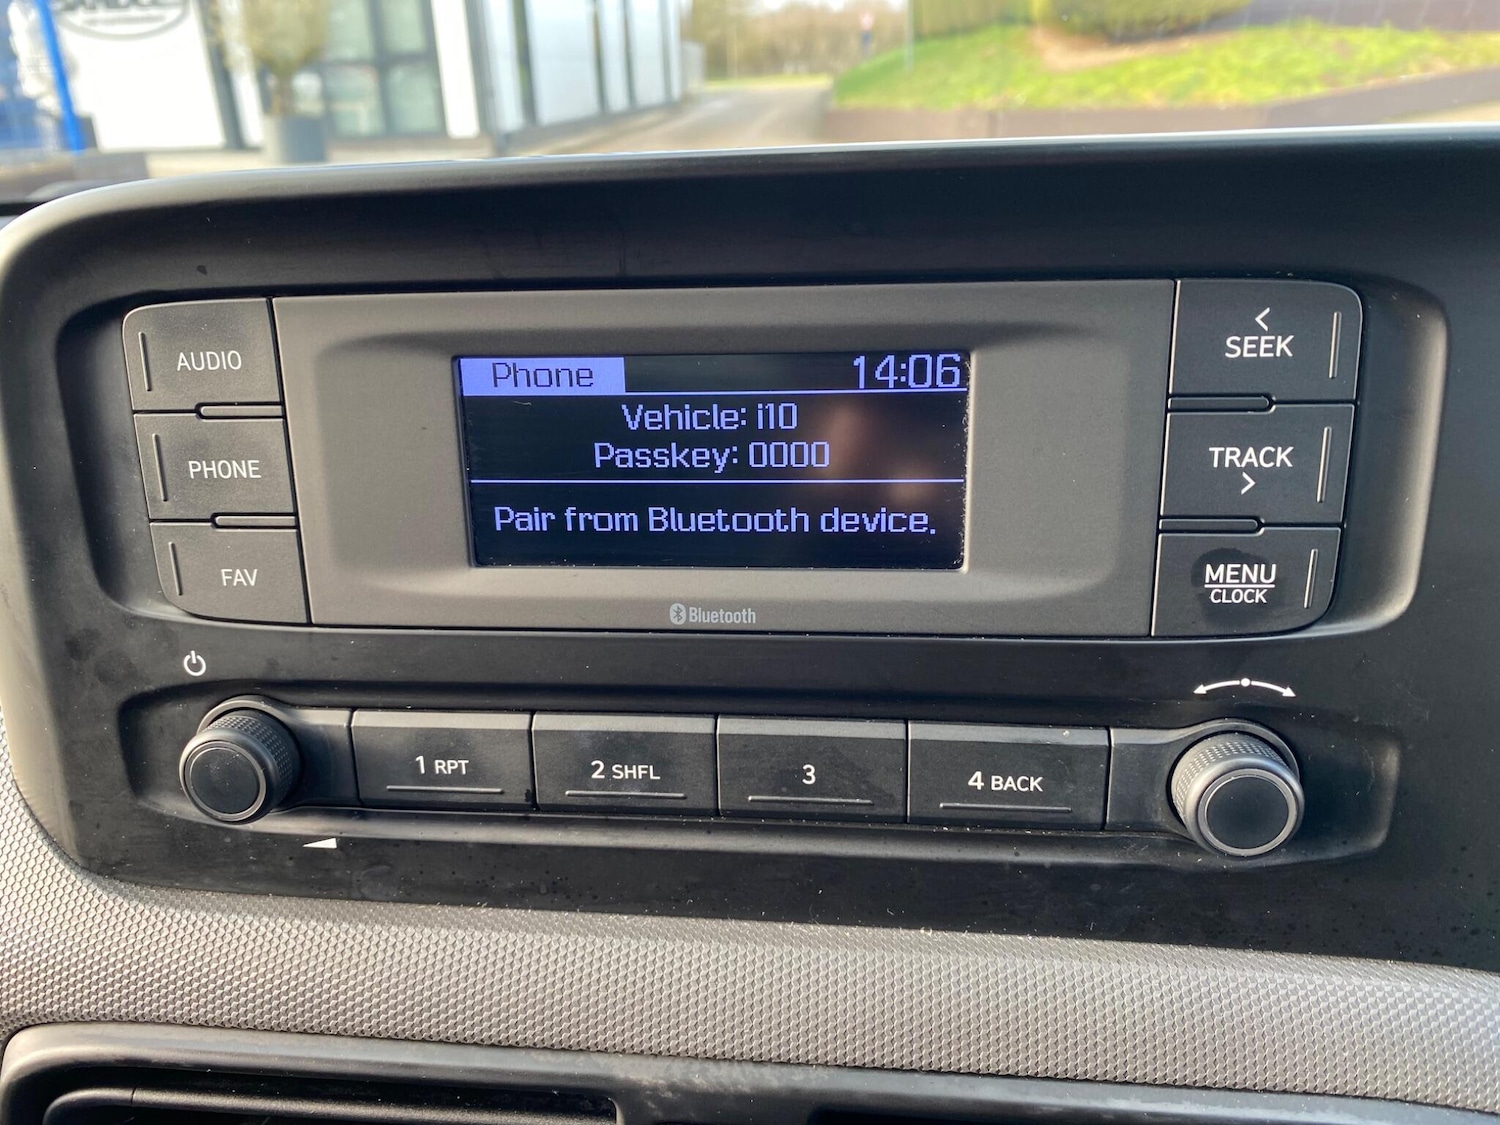 AUDIO
PHONE
FAV
Phone 14:06
Vehicle: i10
Passkey: 0000
Pair from Bluetooth device.
Bluetooth
<
SEEK
TRACK
>
MENU
CLOCK
1 RPT
2 SHFL
3
4 BACK